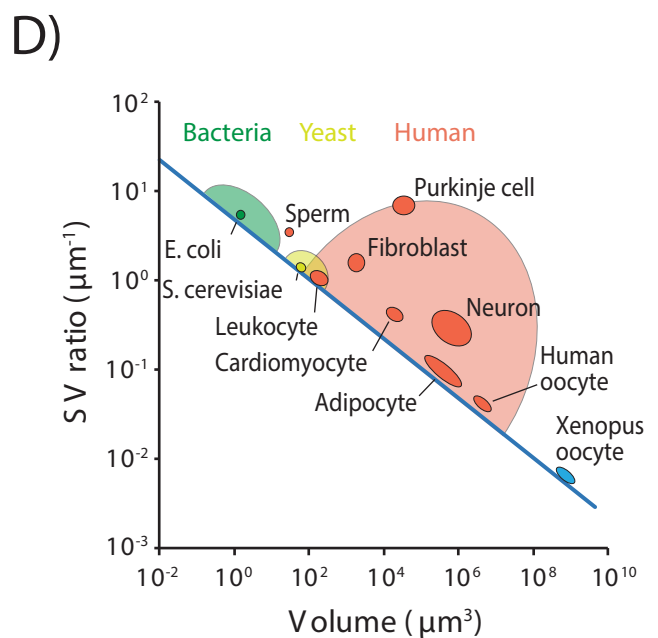 D)
10²
Bacteria Yeast Human
10¹
Purkinje cell
Sperm
E. coli
Fibroblast
10⁰
S. cerevisiae
Leukocyte
Neuron
Cardiomyocyte
10⁻¹
Human
oocyte
Adipocyte
Xenopus
oocyte
10⁻²
10⁻³
S V ratio (μm⁻¹)
10⁻² 10⁰ 10² 10⁴ 10⁶ 10⁸ 10¹⁰
Volume (μm³)